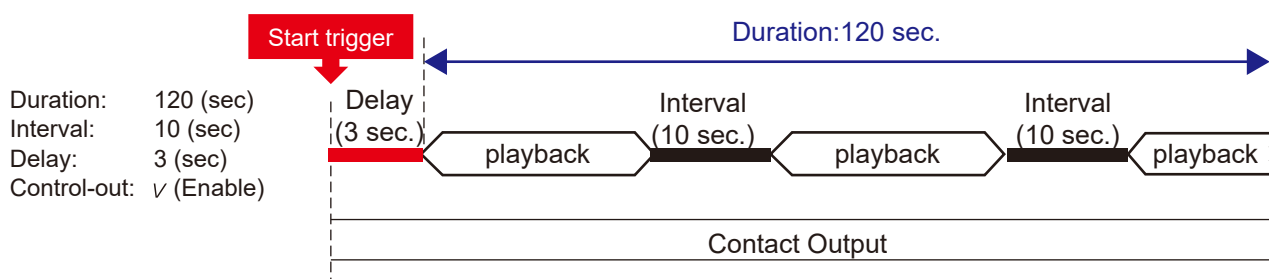 Start trigger
Duration:120 sec.
Duration: 120 (sec)
Interval: 10 (sec)
Delay: 3 (sec)
Control-out: √ (Enable)
Delay
(3 sec.)
Interval
(10 sec.)
Interval
(10 sec.)
playback
playback
playback
Contact Output